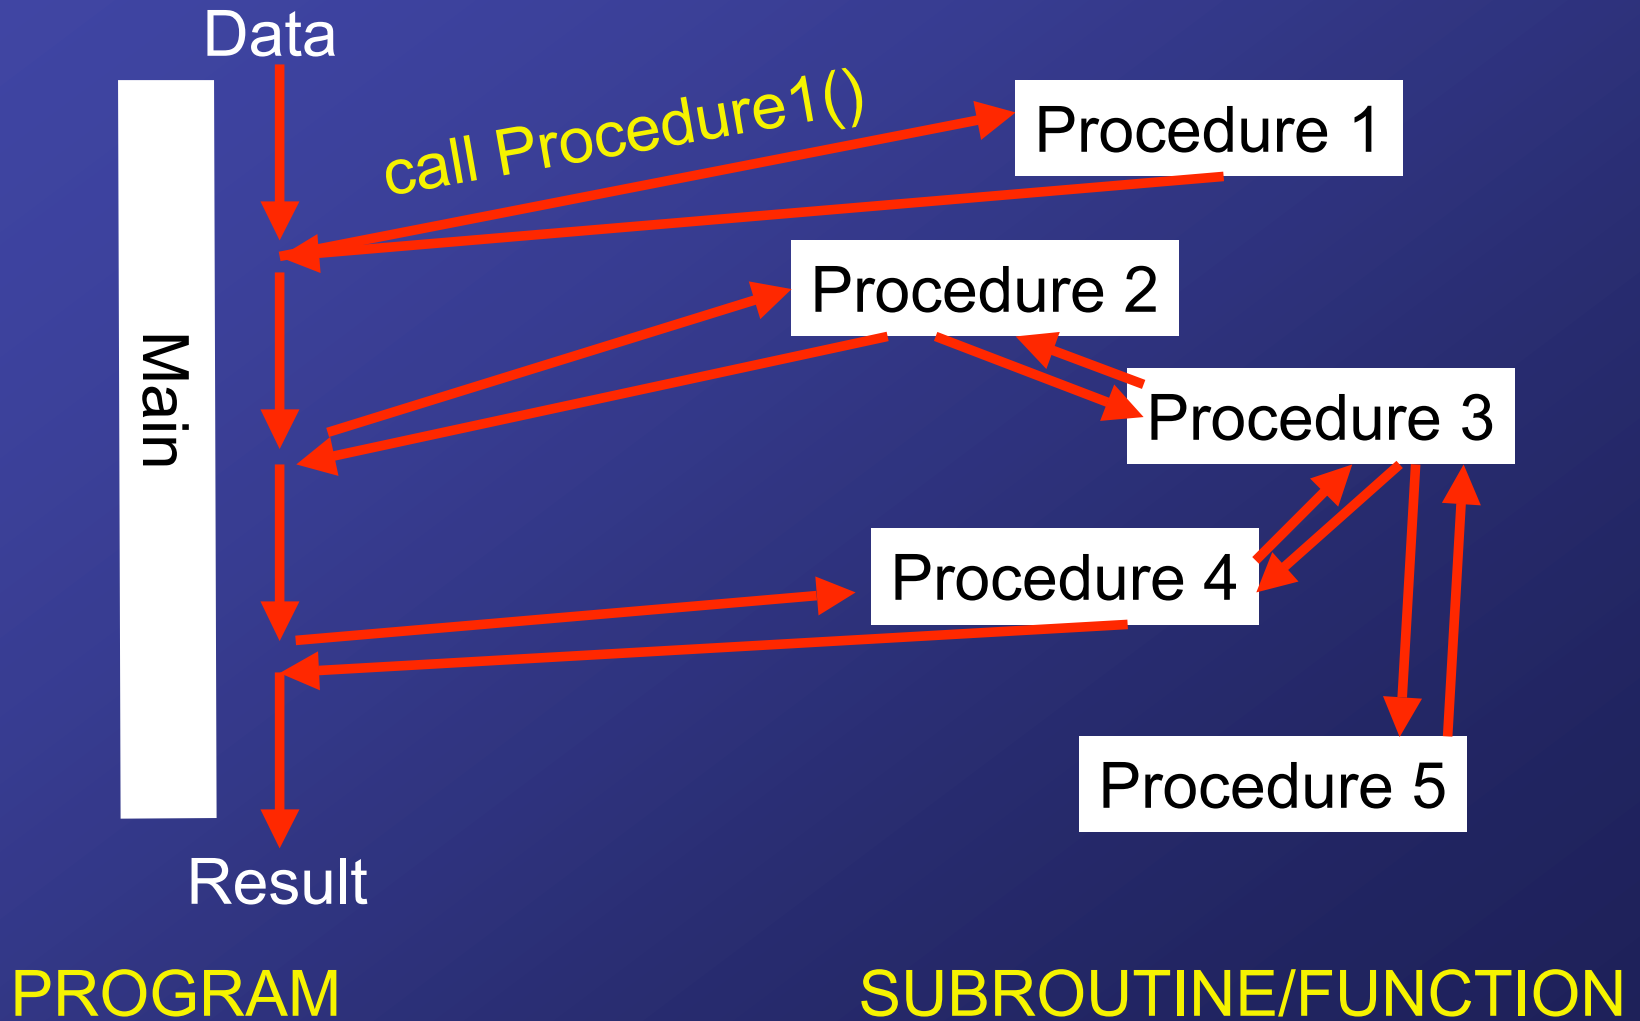 Data
call Procedure1()
Procedure 1
Procedure 2
Main
Procedure 3
Procedure 4
Procedure 5
Result
PROGRAM
SUBROUTINE/FUNCTION